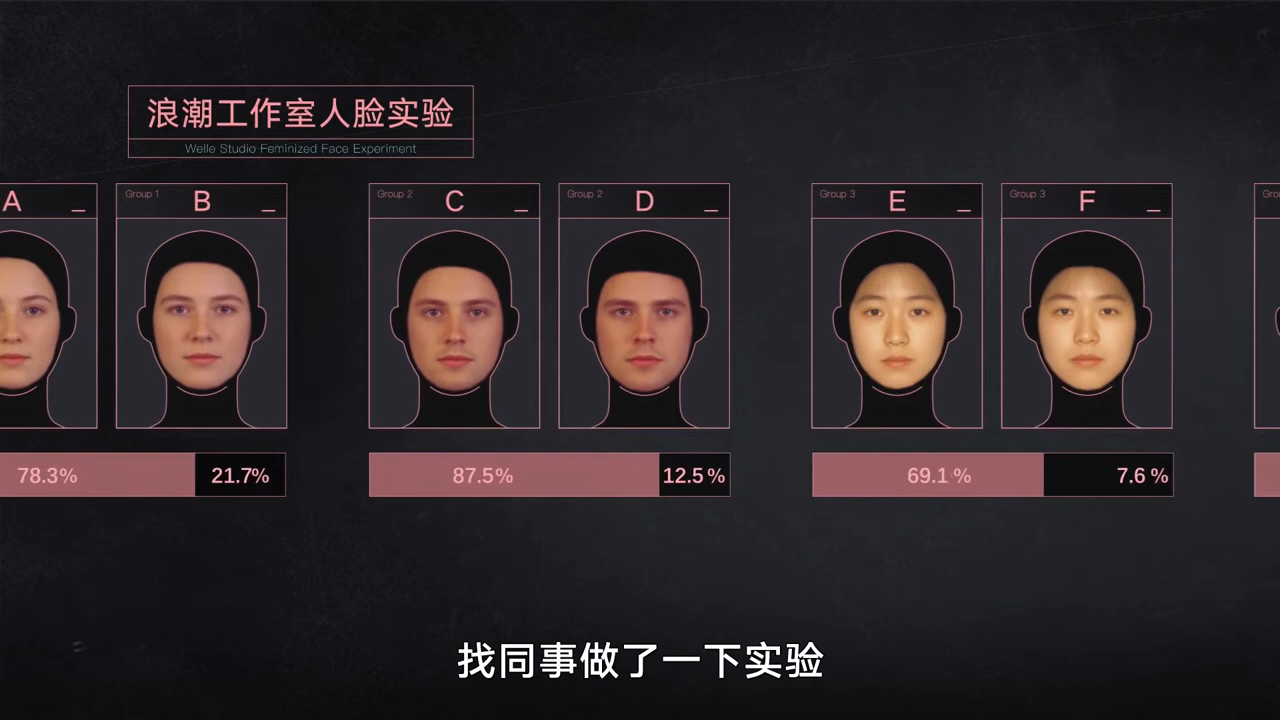 浪潮工作室人脸实验
Welle Studio Feminized Face Experiment
A _
Group 1 B _
Group 2 C _
Group 2 D _
Group 3 E _
Group 3 F _
78.3% 21.7%
87.5% 12.5%
69.1% 7.6%
找同事做了一下实验